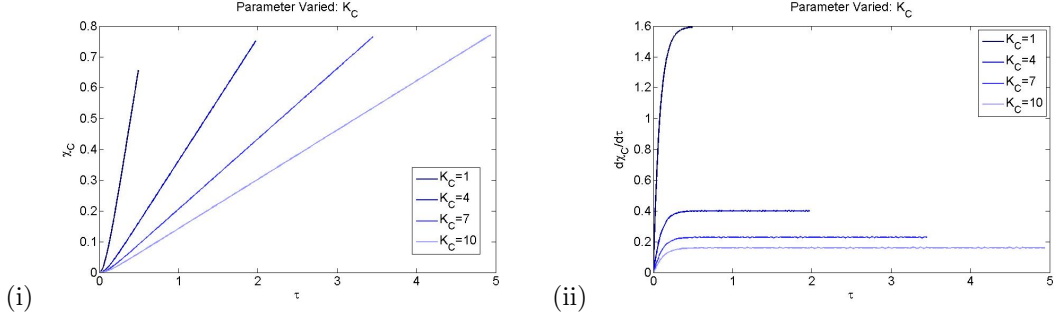 Parameter Varied: K_C
0.8
0.7
0.6
0.5
0.4
0.3
0.2
0.1
0
χ_C
K_C=1
K_C=4
K_C=7
K_C=10
0 1 2 3 4 5
τ
(i)
Parameter Varied: K_C
1.6
1.4
1.2
1
0.8
0.6
0.4
0.2
0
dχ_C/dτ
K_C=1
K_C=4
K_C=7
K_C=10
0 1 2 3 4 5
τ
(ii)